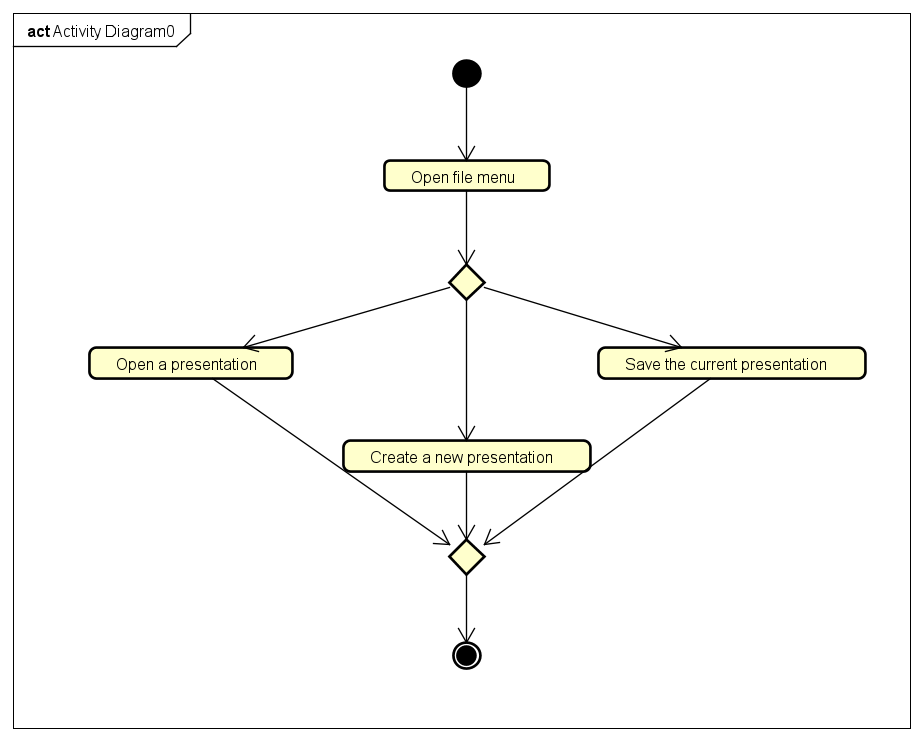 act Activity Diagram0
Open file menu
Open a presentation
Save the current presentation
Create a new presentation